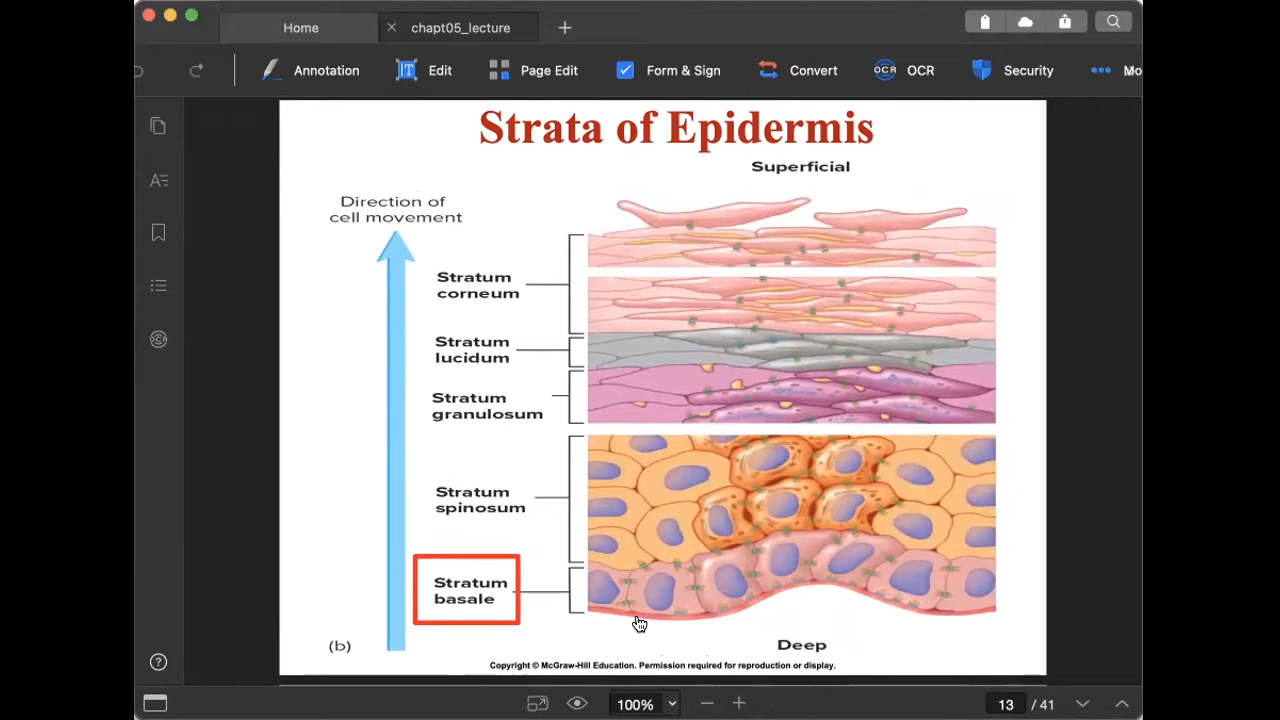 Home
chapt05_lecture
Annotation
Edit
Page Edit
Form & Sign
Convert
OCR
OCR
Security
Mo
Strata of Epidermis
Superficial
Direction of
cell movement
Stratum
corneum
Stratum
lucidum
Stratum
granulosum
Stratum
spinosum
Stratum
basale
(b)
Deep
Copyright © McGraw-Hill Education. Permission required for reproduction or display.
100%
13 / 41